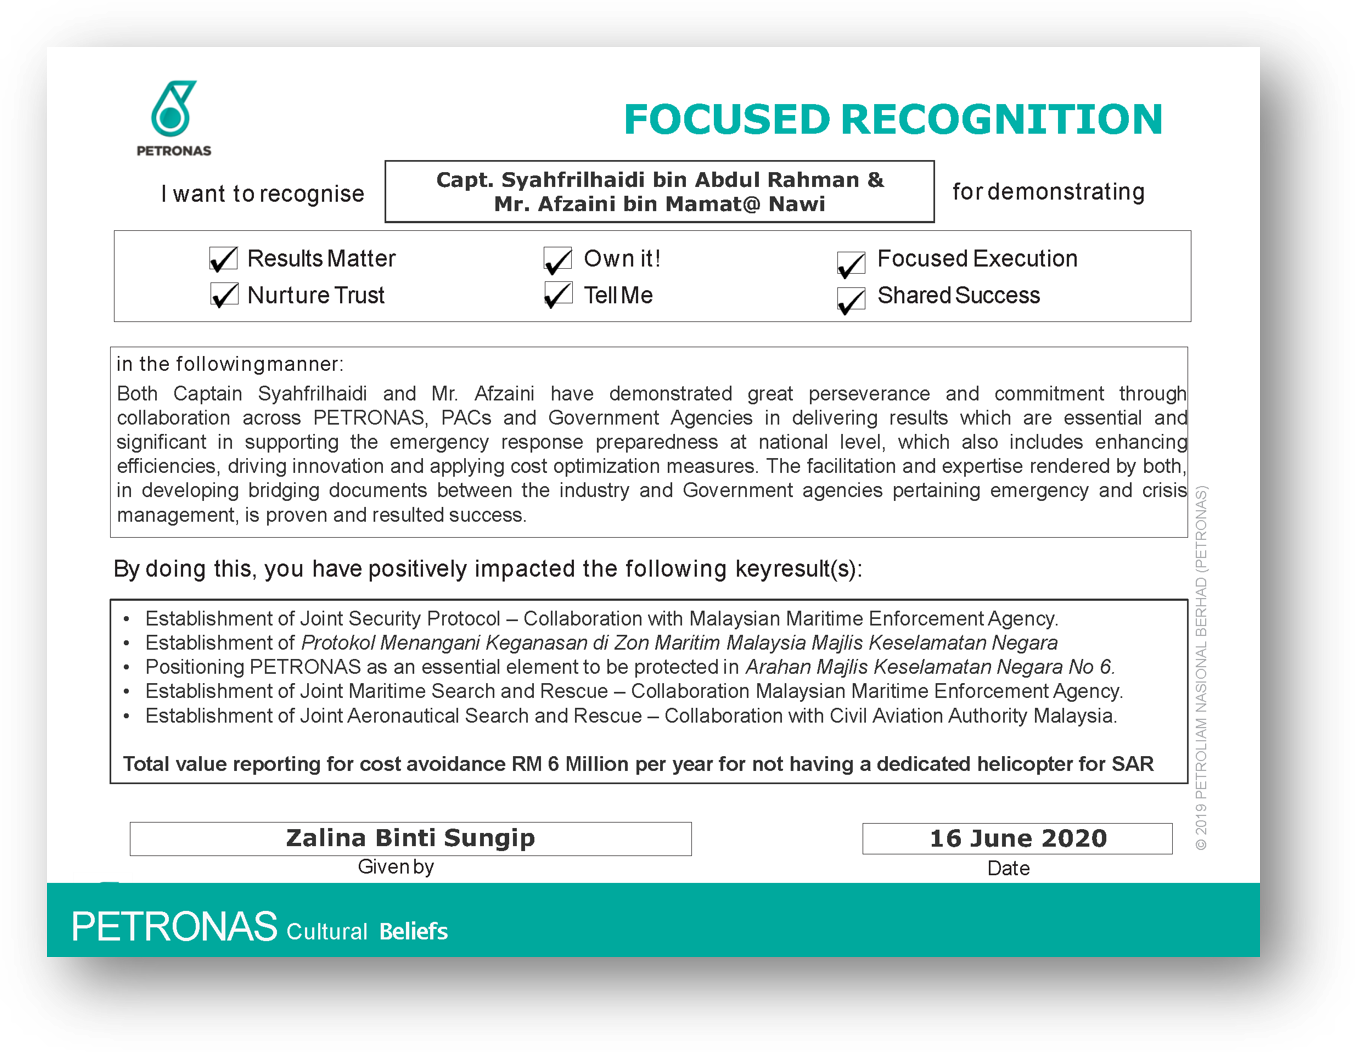 PETRONAS
FOCUSED RECOGNITION
I want to recognise
Capt. Syahfrilhaidi bin Abdul Rahman &
Mr. Afzaini bin Mamat@ Nawi
for demonstrating
Results Matter
Own it!
Focused Execution
Nurture Trust
Tell Me
Shared Success
in the followingmanner:
Both Captain Syahfrilhaidi and Mr. Afzaini have demonstrated great perseverance and commitment through
collaboration across PETRONAS, PACs and Government Agencies in delivering results which are essential and
significant in supporting the emergency response preparedness at national level, which also includes enhancing
efficiencies, driving innovation and applying cost optimization measures. The facilitation and expertise rendered by both,
in developing bridging documents between the industry and Government agencies pertaining emergency and crisis
management, is proven and resulted success.
By doing this, you have positively impacted the following keyresult(s):
• Establishment of Joint Security Protocol – Collaboration with Malaysian Maritime Enforcement Agency.
• Establishment of Protokol Menangani Keganasan di Zon Maritim Malaysia Majlis Keselamatan Negara
• Positioning PETRONAS as an essential element to be protected in Arahan Majlis Keselamatan Negara No 6.
• Establishment of Joint Maritime Search and Rescue – Collaboration Malaysian Maritime Enforcement Agency.
• Establishment of Joint Aeronautical Search and Rescue – Collaboration with Civil Aviation Authority Malaysia.
Total value reporting for cost avoidance RM 6 Million per year for not having a dedicated helicopter for SAR
© 2019 PETROLIAM NASIONAL BERHAD (PETRONAS)
Zalina Binti Sungip
Given by
16 June 2020
Date
PETRONAS Cultural Beliefs